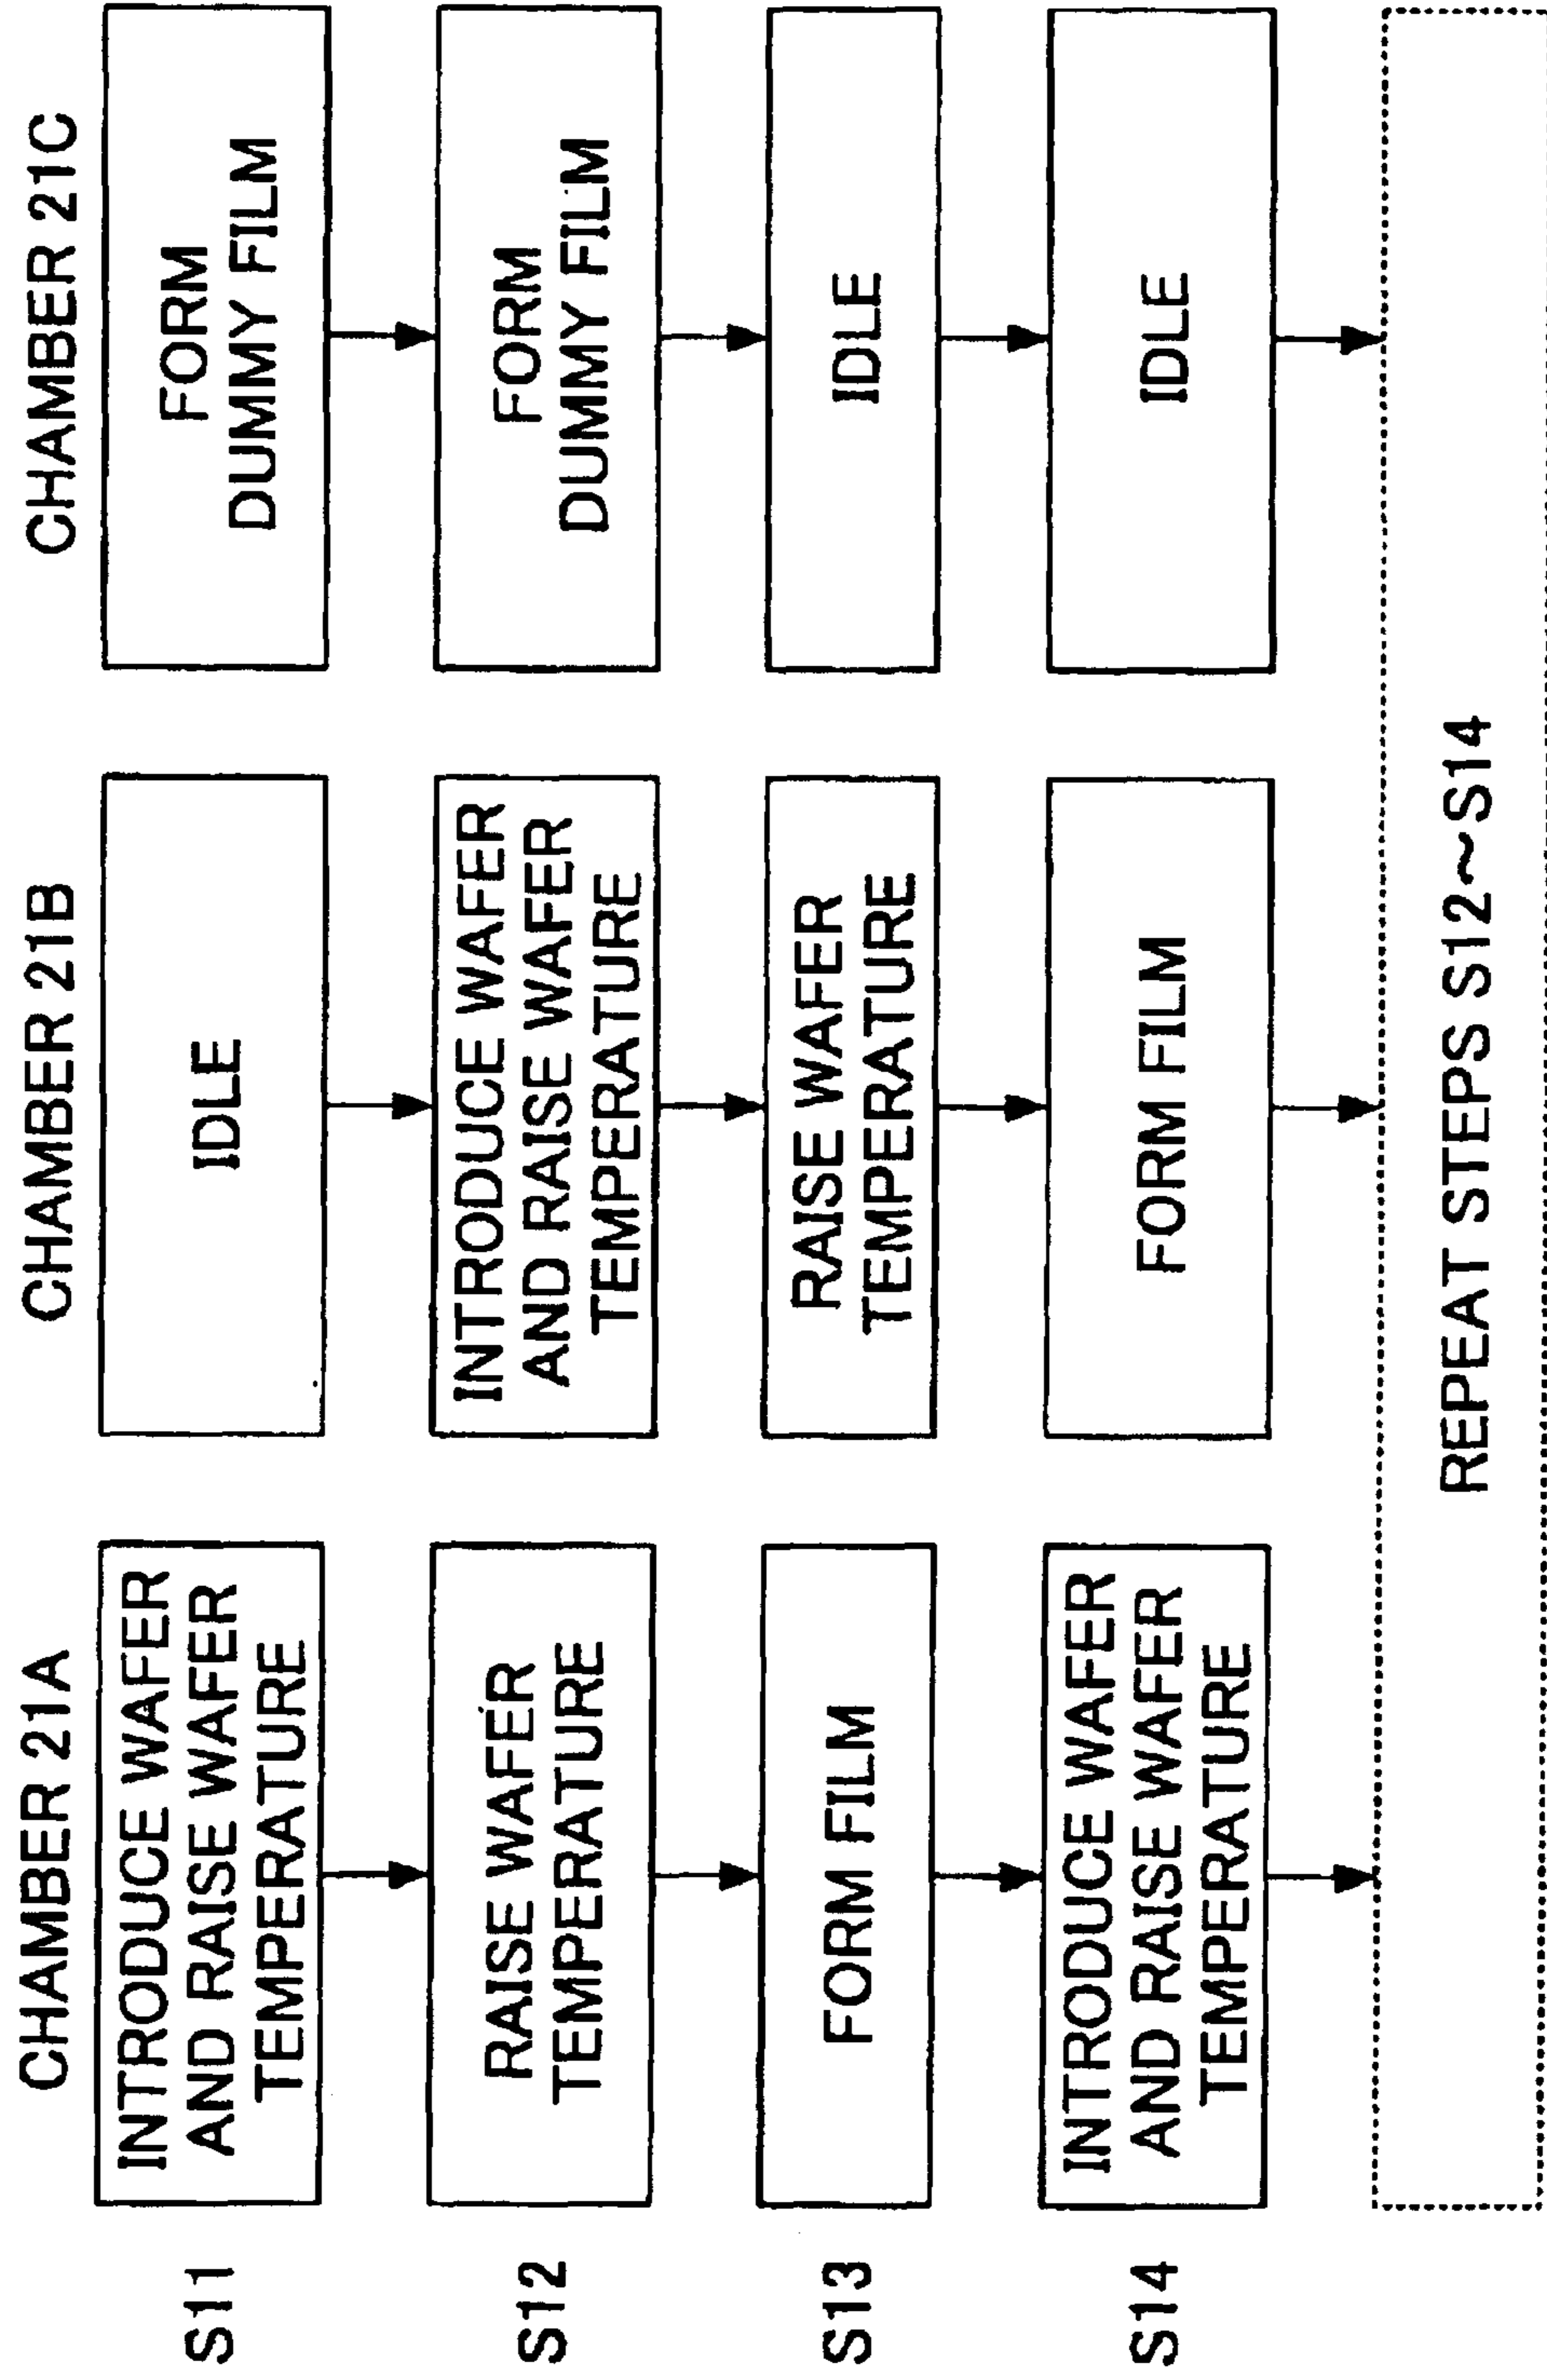 CHAMBER 21A
CHAMBER 21B
CHAMBER 21C
S11
INTRODUCE WAFER
AND RAISE WAFER
TEMPERATURE
IDLE
FORM
DUMMY FILM
S12
RAISE WAFER
TEMPERATURE
INTRODUCE WAFER
AND RAISE WAFER
TEMPERATURE
FORM
DUMMY FILM
S13
FORM FILM
RAISE WAFER
TEMPERATURE
IDLE
S14
INTRODUCE WAFER
AND RAISE WAFER
TEMPERATURE
FORM FILM
IDLE
REPEAT STEPS S12~S14